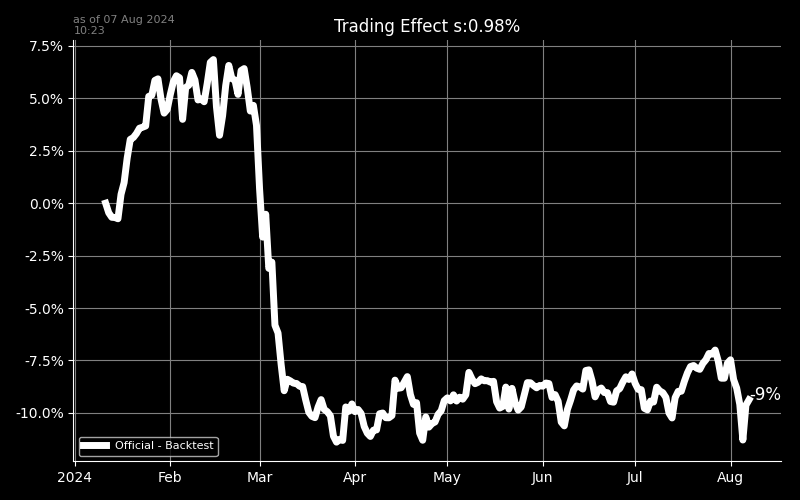 as of 07 Aug 2024
10:23
Trading Effect s:0.98%
7.5%
5.0%
2.5%
0.0%
-2.5%
-5.0%
-7.5%
-10.0%
-9%
Official - Backtest
2024 Feb Mar Apr May Jun Jul Aug